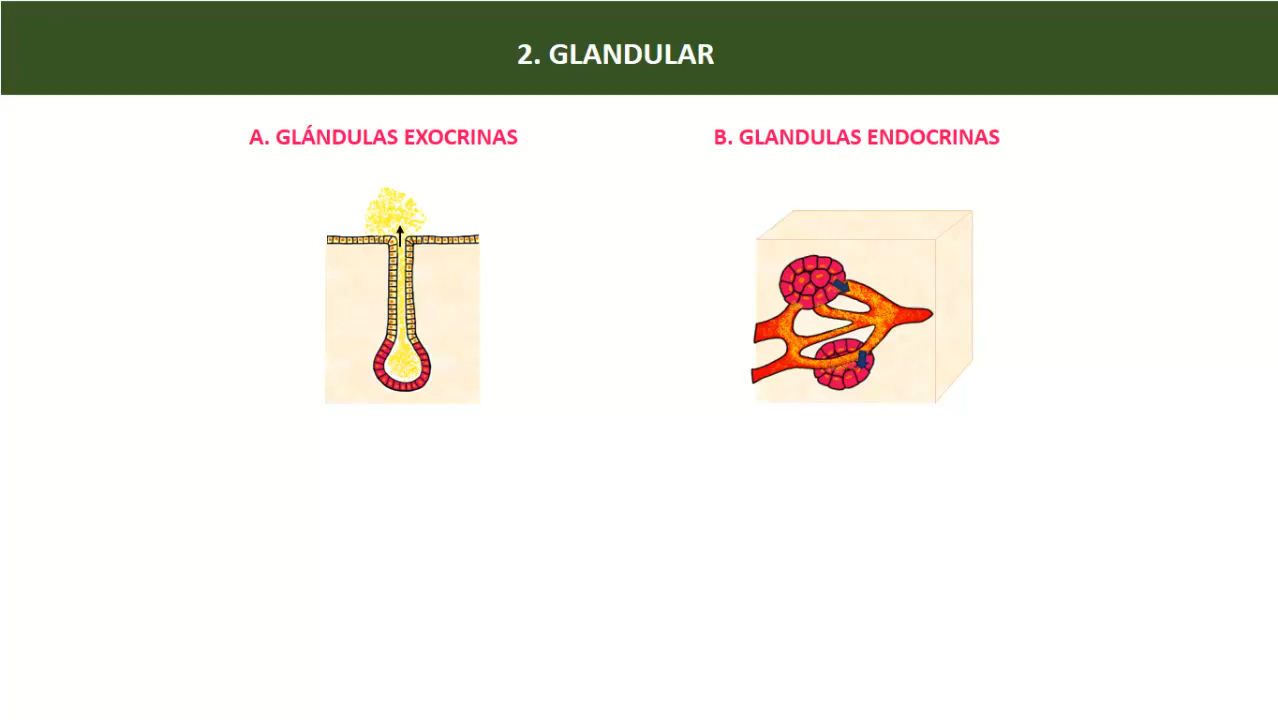 2. GLANDULAR
A. GLÁNDULAS EXOCRINAS
B. GLANDULAS ENDOCRINAS